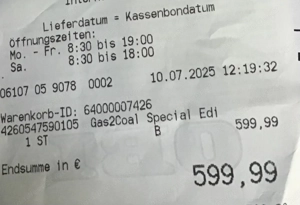 Lieferdatum = Kassenbondatum
Öffnungszeiten:
Mo. - Fr. 8:30 bis 19:00
Sa. 8:30 bis 18:00
06107 05 9078 0002 10.07.2025 12:19:32
Warenkorb-ID: 64000007426
4260547590105 Gas2Coal Special Edi
1 ST B 599,99
Endsumme in € 599,99